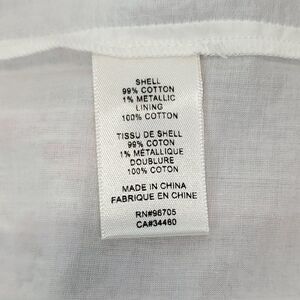 SHELL
99% COTTON
1% METALLIC
LINING
100% COTTON
TISSU DE SHELL
99% COTON
1% MÉTALLIQUE
DOUBLURE
100% COTON
MADE IN CHINA
FABRIQUE EN CHINE
RN#96705
CA#34460